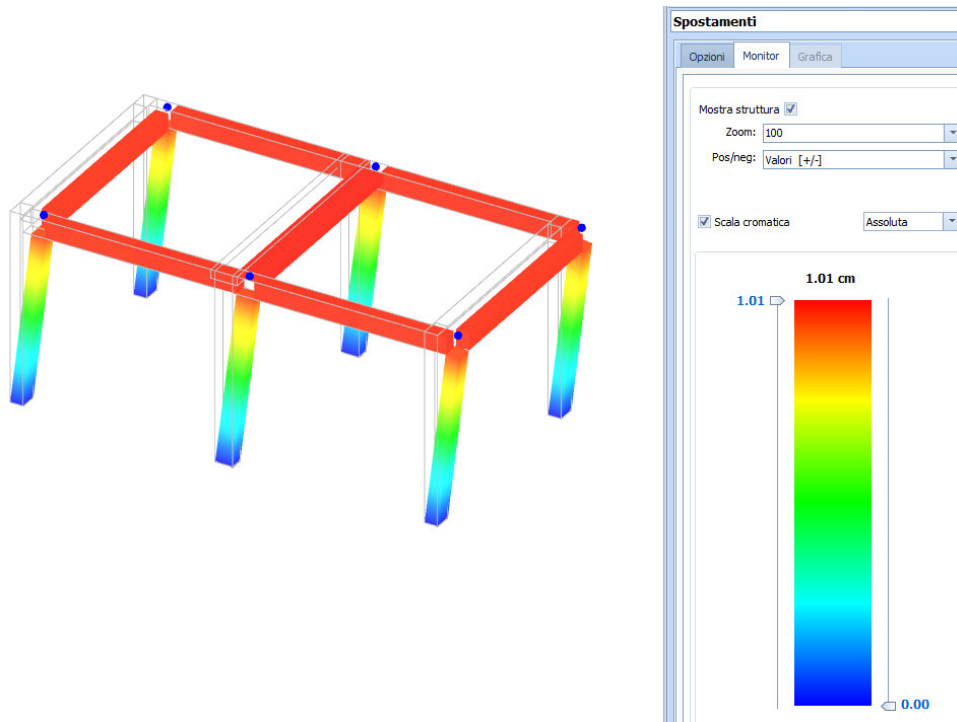 Spostamenti
Opzioni Monitor Grafica
Mostra struttura
Zoom: 100
Pos/neg: Valori [+/-]
Scala cromatica Assoluta
1.01 cm
1.01
0.00